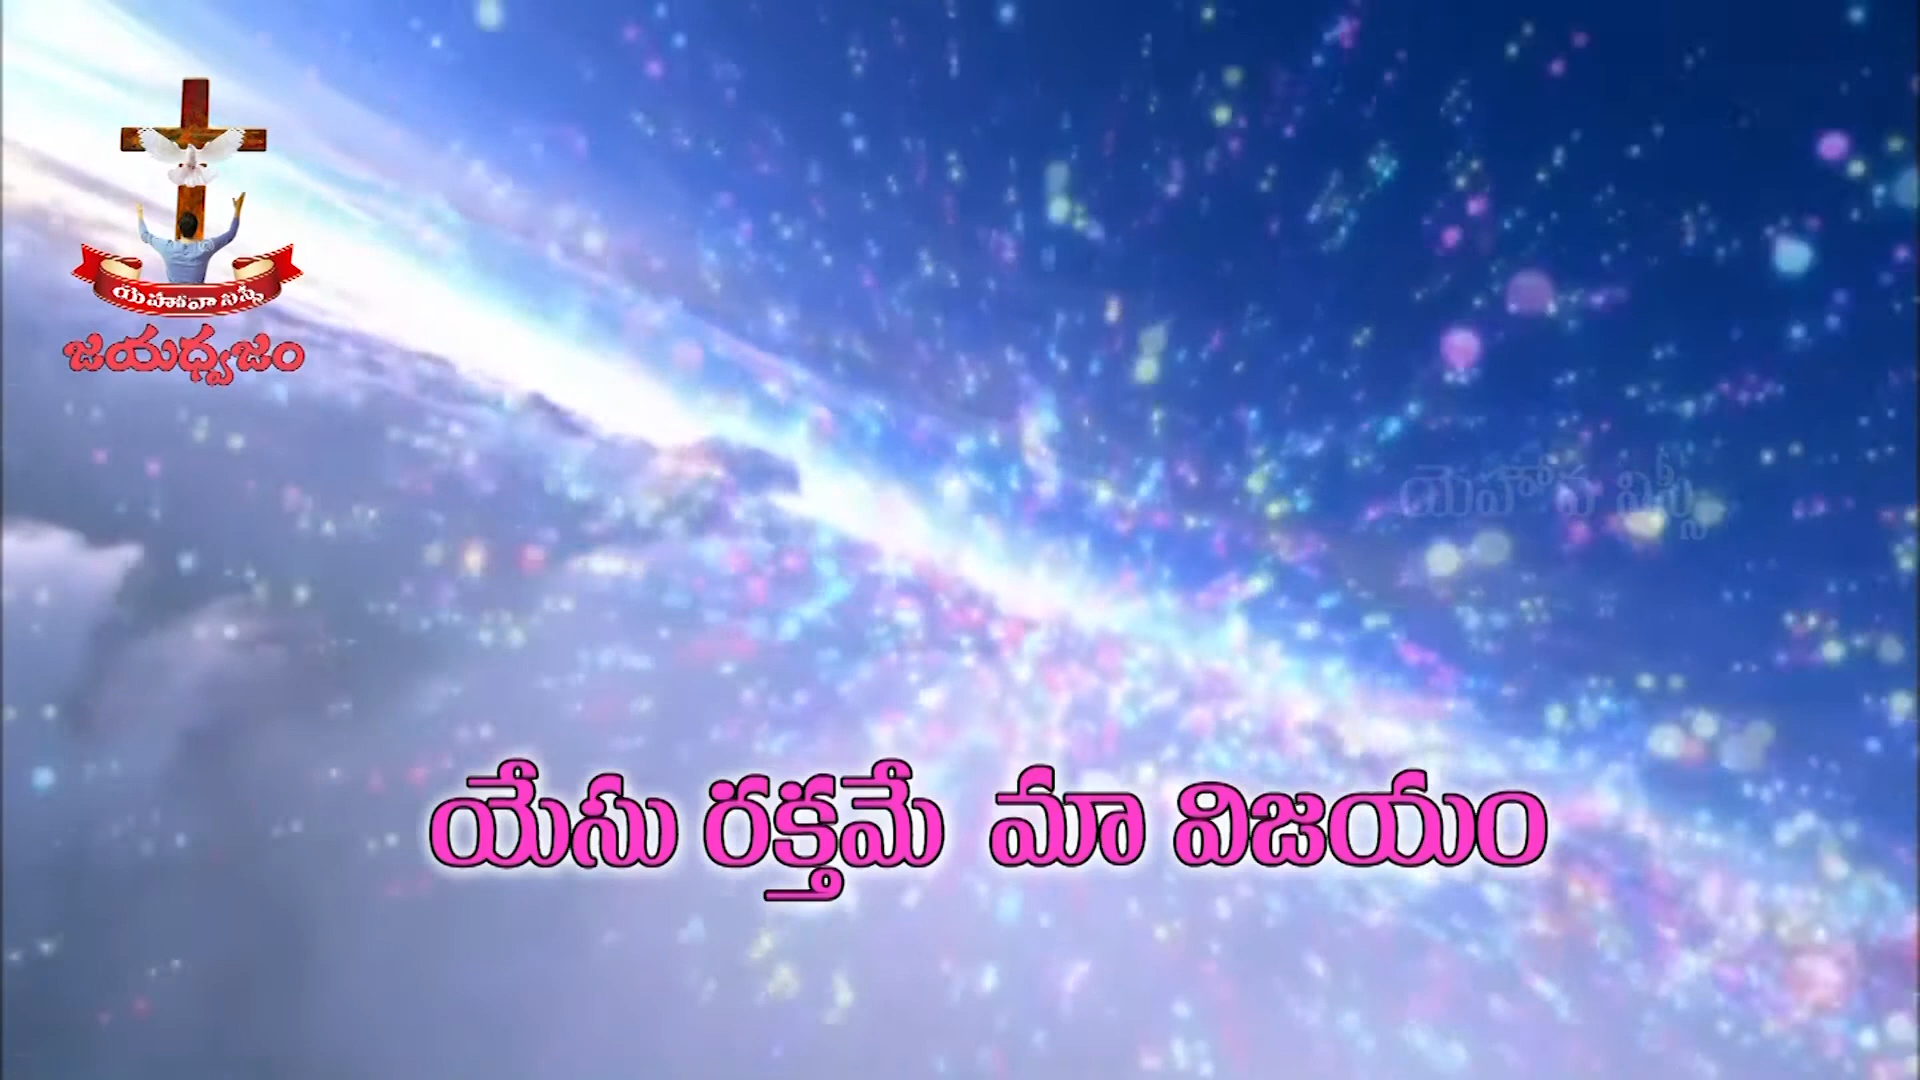 యెహోవా నిస్సీ
జయధ్వజం
యెహోవ నిస్సీ
యేసు రక్తమే మా విజయం